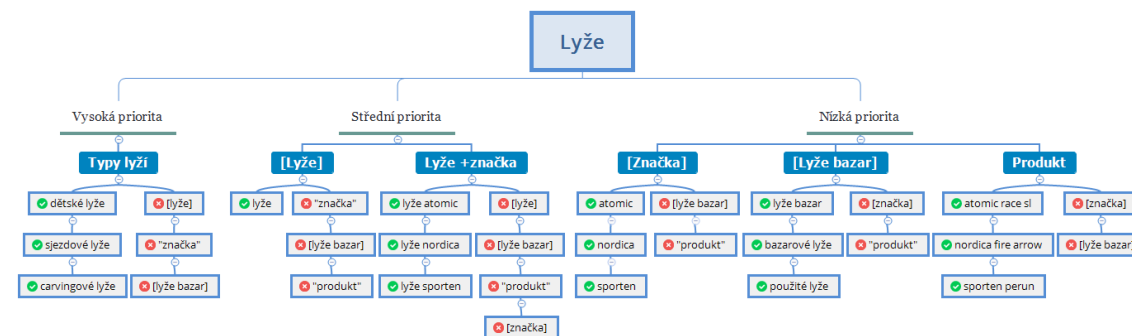 Lyže
Vysoká priorita
Střední priorita
Nízká priorita
Typy lyží
[Lyže]
Lyže +značka
[Značka]
[Lyže bazar]
Produkt
dětské lyže
[lyže]
lyže
"značka"
lyže atomic
[lyže]
atomic
[lyže bazar]
lyže bazar
[značka]
atomic race sl
[značka]
sjezdové lyže
"značka"
[lyže bazar]
lyže nordica
[lyže bazar]
nordica
"produkt"
bazarové lyže
"produkt"
nordica fire arrow
[lyže bazar]
carvingové lyže
[lyže bazar]
"produkt"
lyže sporten
"produkt"
sporten
použité lyže
sporten perun
[značka]